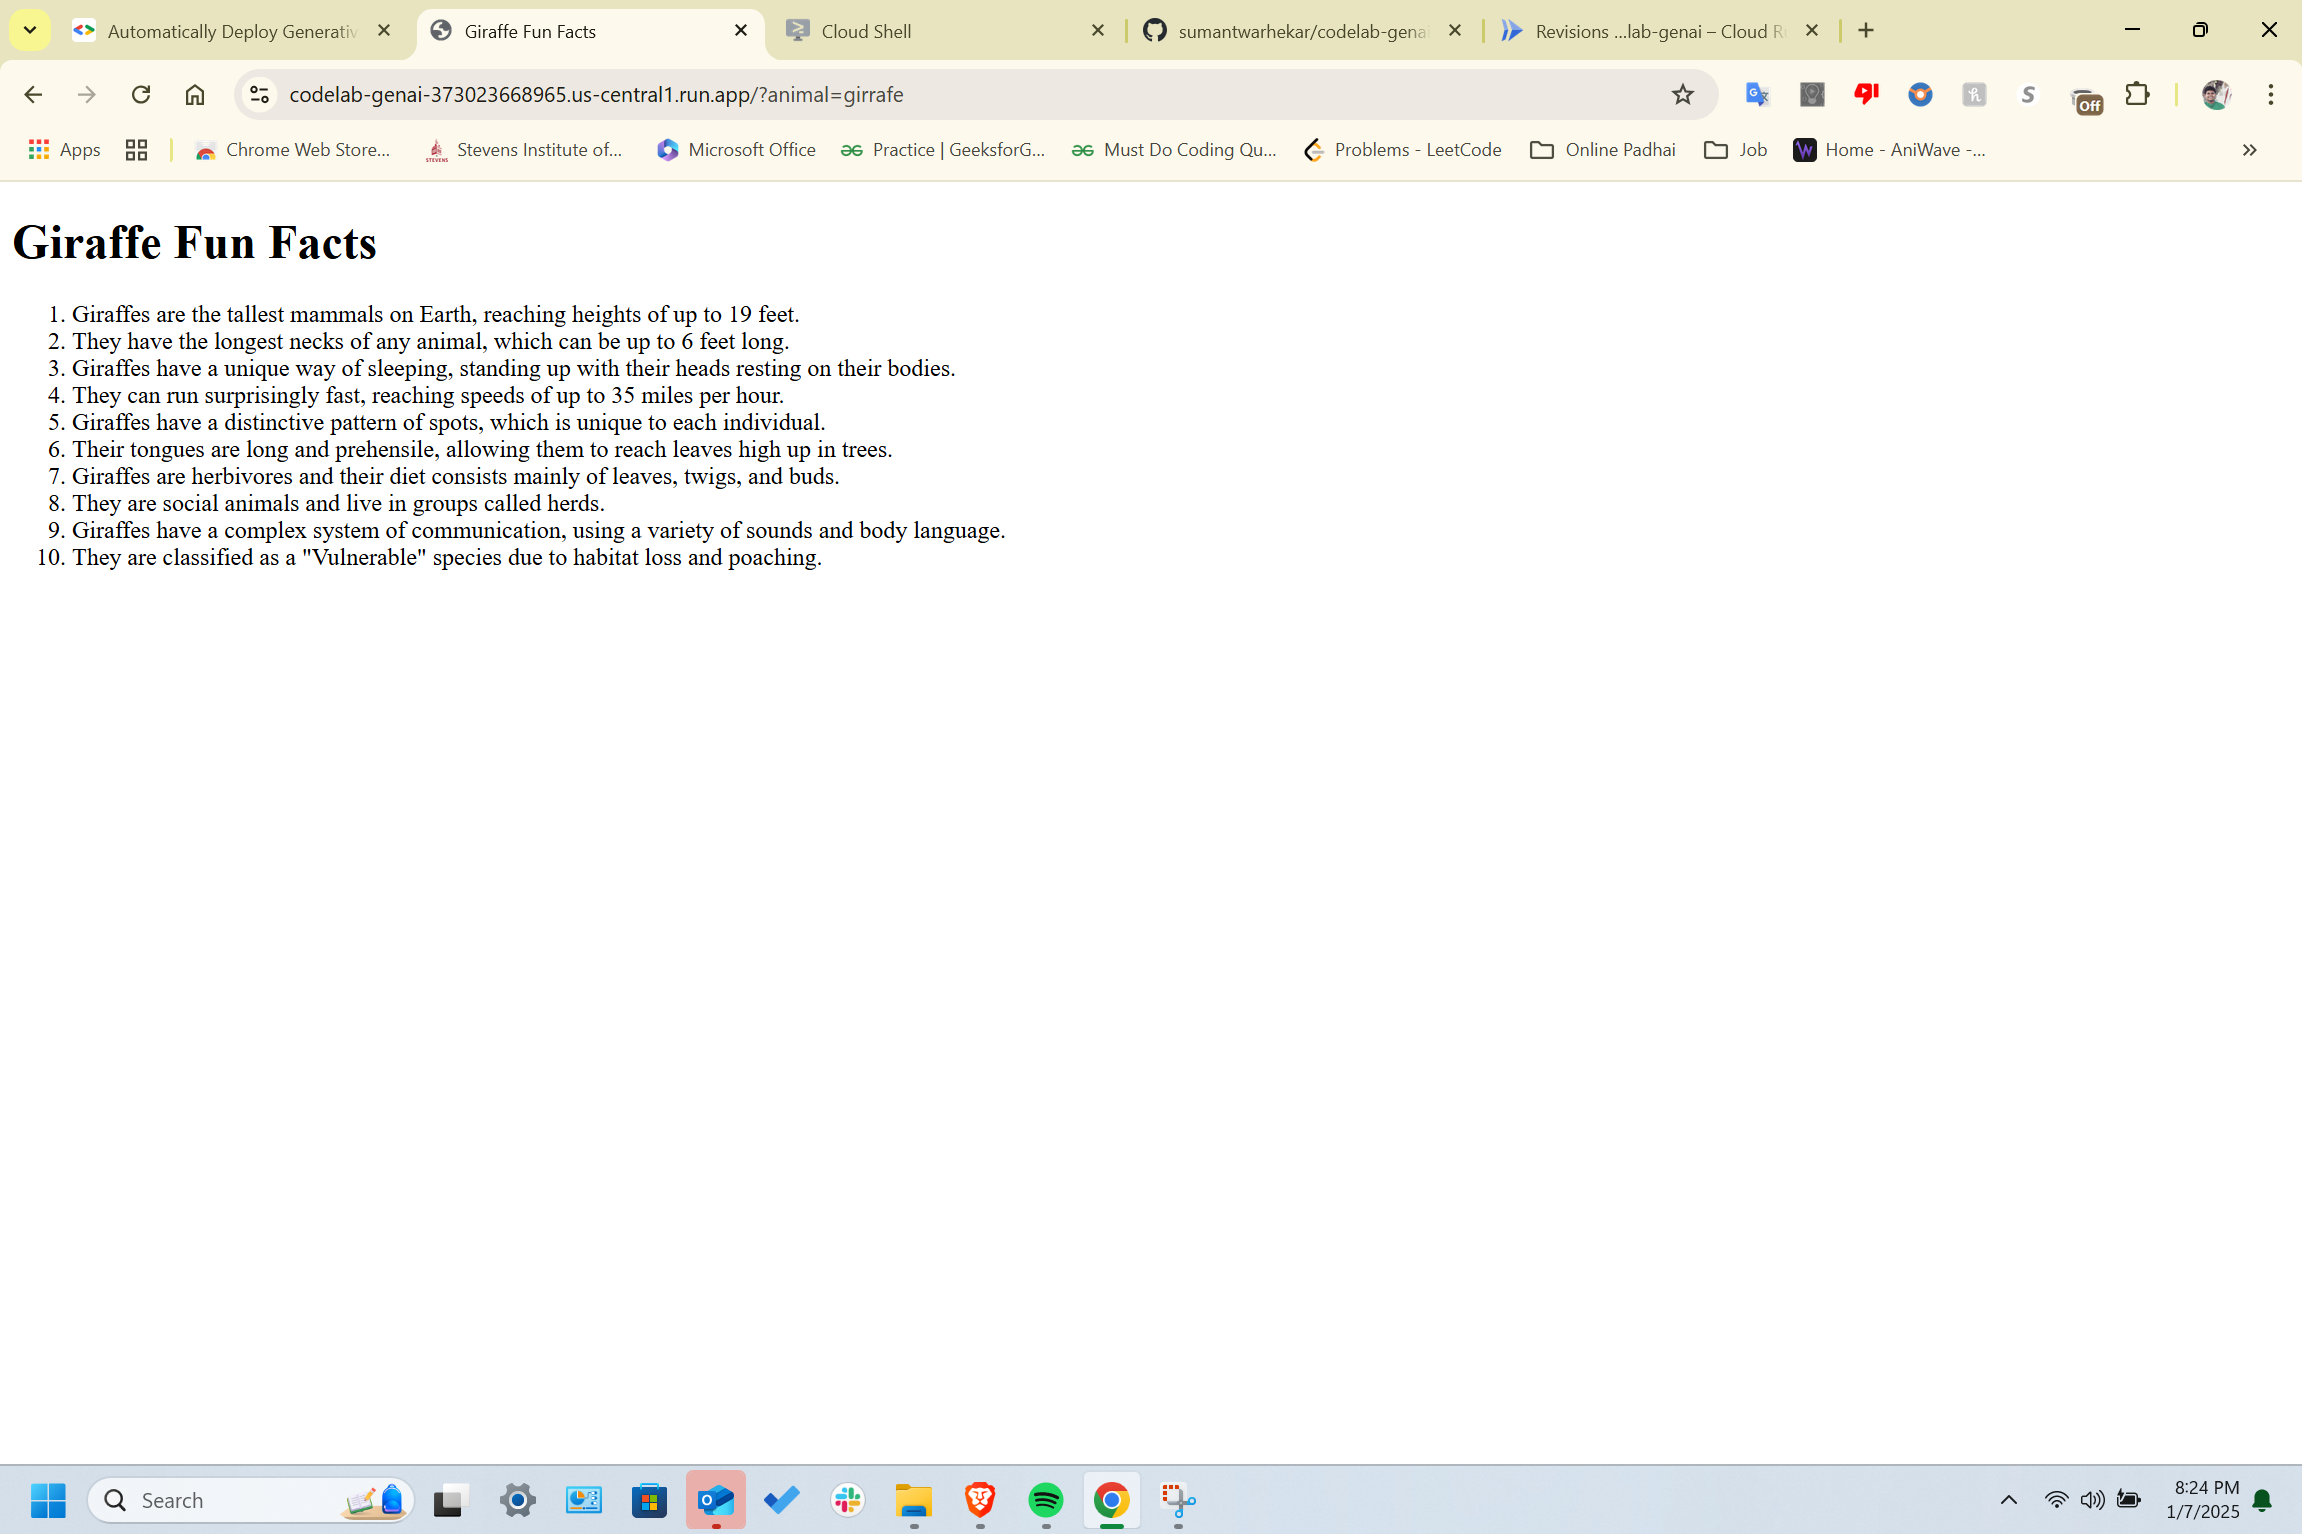 Automatically Deploy Generativ
Giraffe Fun Facts
Cloud Shell
sumantwarhekar/codelab-genai
Revisions ...lab-genai – Cloud R
codelab-genai-373023668965.us-central1.run.app/?animal=girrafe
Off
Apps
Chrome Web Store...
STEVENS
Stevens Institute of...
Microsoft Office
Practice | GeeksforG...
Must Do Coding Qu...
Problems - LeetCode
Online Padhai
Job
Home - AniWave -...
Giraffe Fun Facts
1. Giraffes are the tallest mammals on Earth, reaching heights of up to 19 feet.
2. They have the longest necks of any animal, which can be up to 6 feet long.
3. Giraffes have a unique way of sleeping, standing up with their heads resting on their bodies.
4. They can run surprisingly fast, reaching speeds of up to 35 miles per hour.
5. Giraffes have a distinctive pattern of spots, which is unique to each individual.
6. Their tongues are long and prehensile, allowing them to reach leaves high up in trees.
7. Giraffes are herbivores and their diet consists mainly of leaves, twigs, and buds.
8. They are social animals and live in groups called herds.
9. Giraffes have a complex system of communication, using a variety of sounds and body language.
10. They are classified as a "Vulnerable" species due to habitat loss and poaching.
Search
8:24 PM
1/7/2025